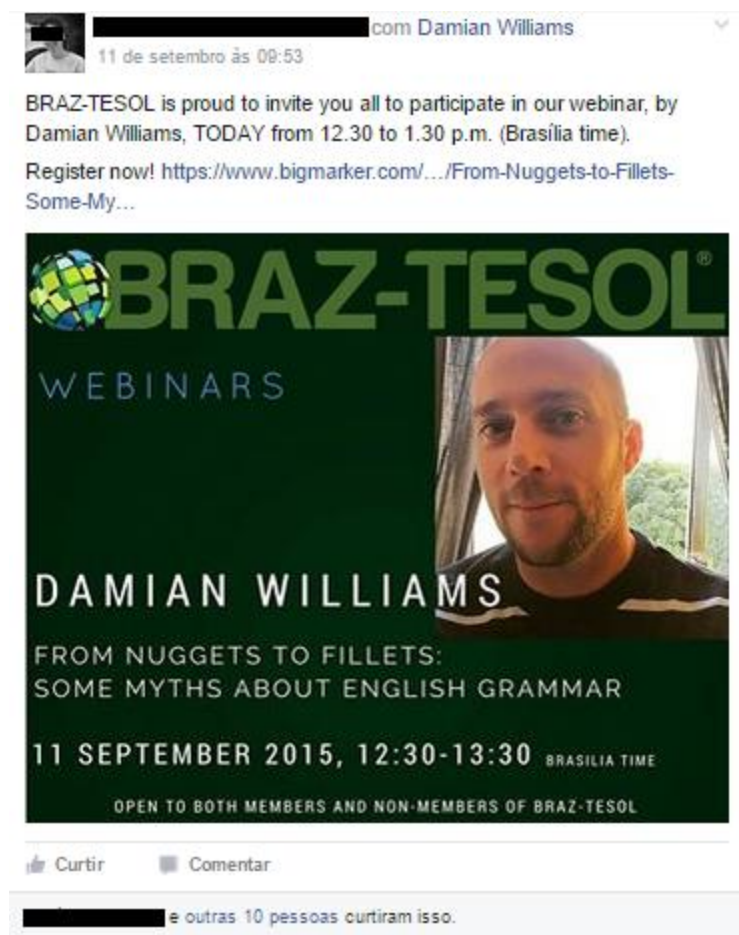 com Damian Williams
11 de setembro às 09:53
BRAZ-TESOL is proud to invite you all to participate in our webinar, by
Damian Williams, TODAY from 12.30 to 1.30 p.m. (Brasília time).
Register now! https://www.bigmarker.com/.../From-Nuggets-to-Fillets-
Some-My...
BRAZ-TESOL®
WEBINARS
DAMIAN WILLIAMS
FROM NUGGETS TO FILLETS:
SOME MYTHS ABOUT ENGLISH GRAMMAR
11 SEPTEMBER 2015, 12:30-13:30 BRASILIA TIME
OPEN TO BOTH MEMBERS AND NON-MEMBERS OF BRAZ-TESOL
Curtir Comentar
e outras 10 pessoas curtiram isso.